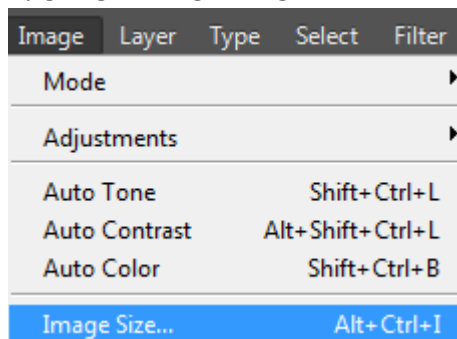 Image Layer Type Select Filter
Mode
Adjustments
Auto Tone Shift+Ctrl+L
Auto Contrast Alt+Shift+Ctrl+L
Auto Color Shift+Ctrl+B
Image Size... Alt+Ctrl+I